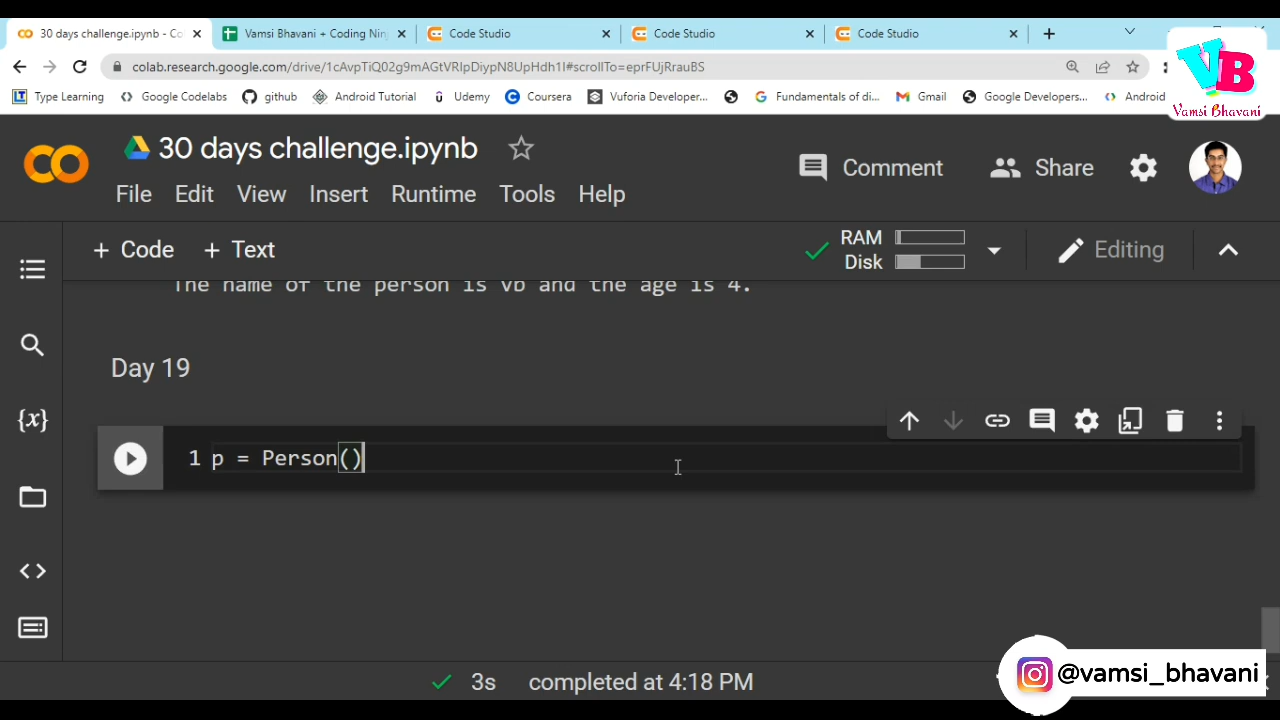 30 days challenge.ipynb - Co
Vamsi Bhavani + Coding Nin
Code Studio
Code Studio
Code Studio
colab.research.google.com/drive/1cAvpTiQ02g9mAGtVRIpDiypNBUpHdh1I#scrollTo=eprFUjRrauBS
VB
Vamsi Bhavani
Type Learning
Google Codelabs
github
Android Tutorial
Udemy
Coursera
Vuforia Developer...
Fundamentals of di...
Gmail
Google Developers...
Android
30 days challenge.ipynb
Comment
Share
File Edit View Insert Runtime Tools Help
+ Code + Text
RAM
Disk
Editing
The name of the person is vb and the age is 4.
Day 19
1 p = Person()
3s completed at 4:18 PM
@vamsi_bhavani